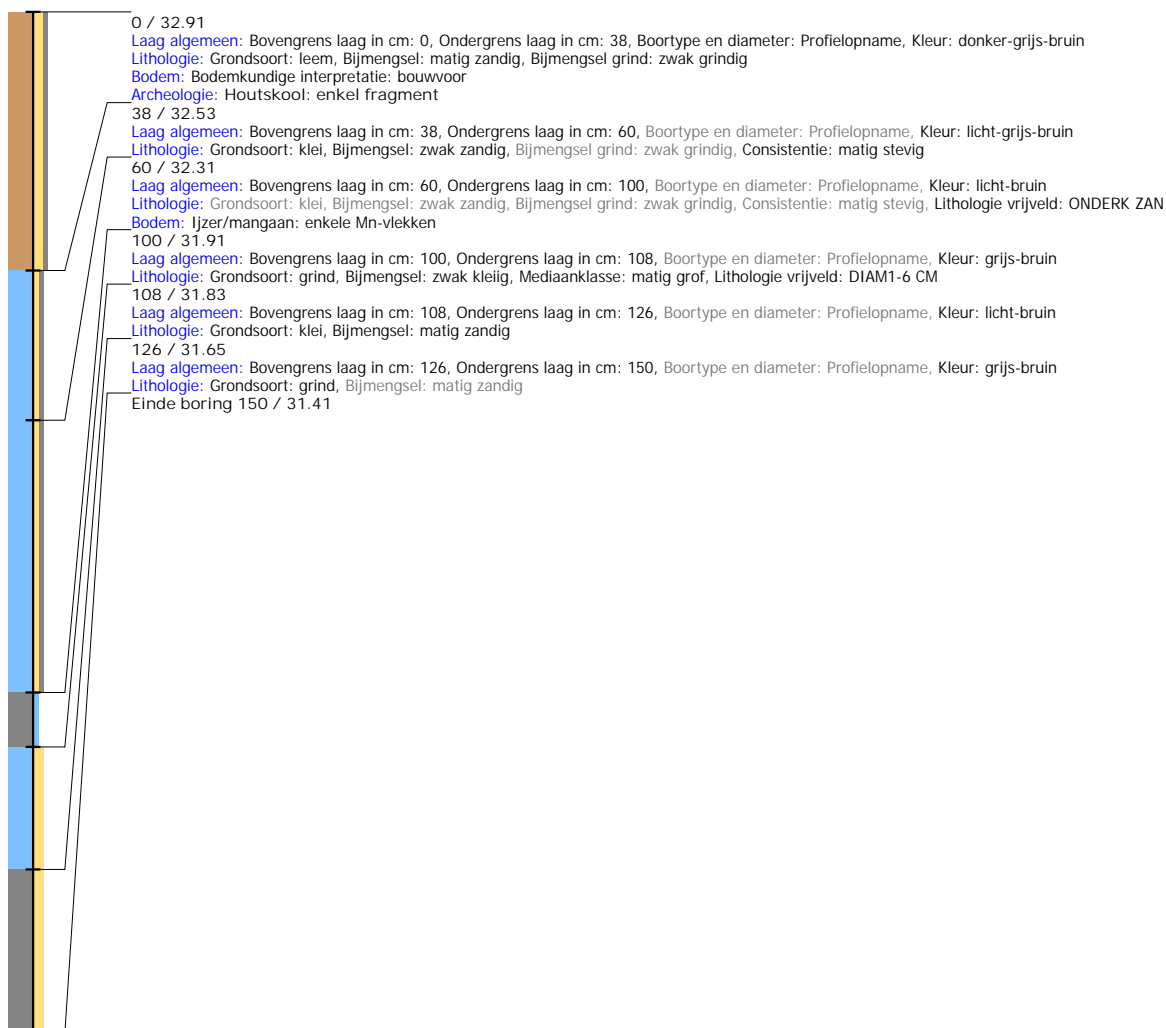 0 / 32.91
Laag algemeen: Bovengrens laag in cm: 0, Ondergrens laag in cm: 38, Boortype en diameter: Profielopname, Kleur: donker-grijs-bruin
Lithologie: Grondsoort: leem, Bijmengsel: matig zandig, Bijmengsel grind: zwak grindig
Bodem: Bodemkundige interpretatie: bouwvoor
Archeologie: Houtskool: enkel fragment
38 / 32.53
Laag algemeen: Bovengrens laag in cm: 38, Ondergrens laag in cm: 60, Boortype en diameter: Profielopname, Kleur: licht-grijs-bruin
Lithologie: Grondsoort: klei, Bijmengsel: zwak zandig, Bijmengsel grind: zwak grindig, Consistentie: matig stevig
60 / 32.31
Laag algemeen: Bovengrens laag in cm: 60, Ondergrens laag in cm: 100, Boortype en diameter: Profielopname, Kleur: licht-bruin
Lithologie: Grondsoort: klei, Bijmengsel: zwak zandig, Bijmengsel grind: zwak grindig, Consistentie: matig stevig, Lithologie vrijveld: ONDERK ZAN
Bodem: Ijzer/mangaan: enkele Mn-vlekken
100 / 31.91
Laag algemeen: Bovengrens laag in cm: 100, Ondergrens laag in cm: 108, Boortype en diameter: Profielopname, Kleur: grijs-bruin
Lithologie: Grondsoort: grind, Bijmengsel: zwak kleiig, Mediaanklasse: matig grof, Lithologie vrijveld: DIAM1-6 CM
108 / 31.83
Laag algemeen: Bovengrens laag in cm: 108, Ondergrens laag in cm: 126, Boortype en diameter: Profielopname, Kleur: licht-bruin
Lithologie: Grondsoort: klei, Bijmengsel: matig zandig
126 / 31.65
Laag algemeen: Bovengrens laag in cm: 126, Ondergrens laag in cm: 150, Boortype en diameter: Profielopname, Kleur: grijs-bruin
Lithologie: Grondsoort: grind, Bijmengsel: matig zandig
Einde boring 150 / 31.41